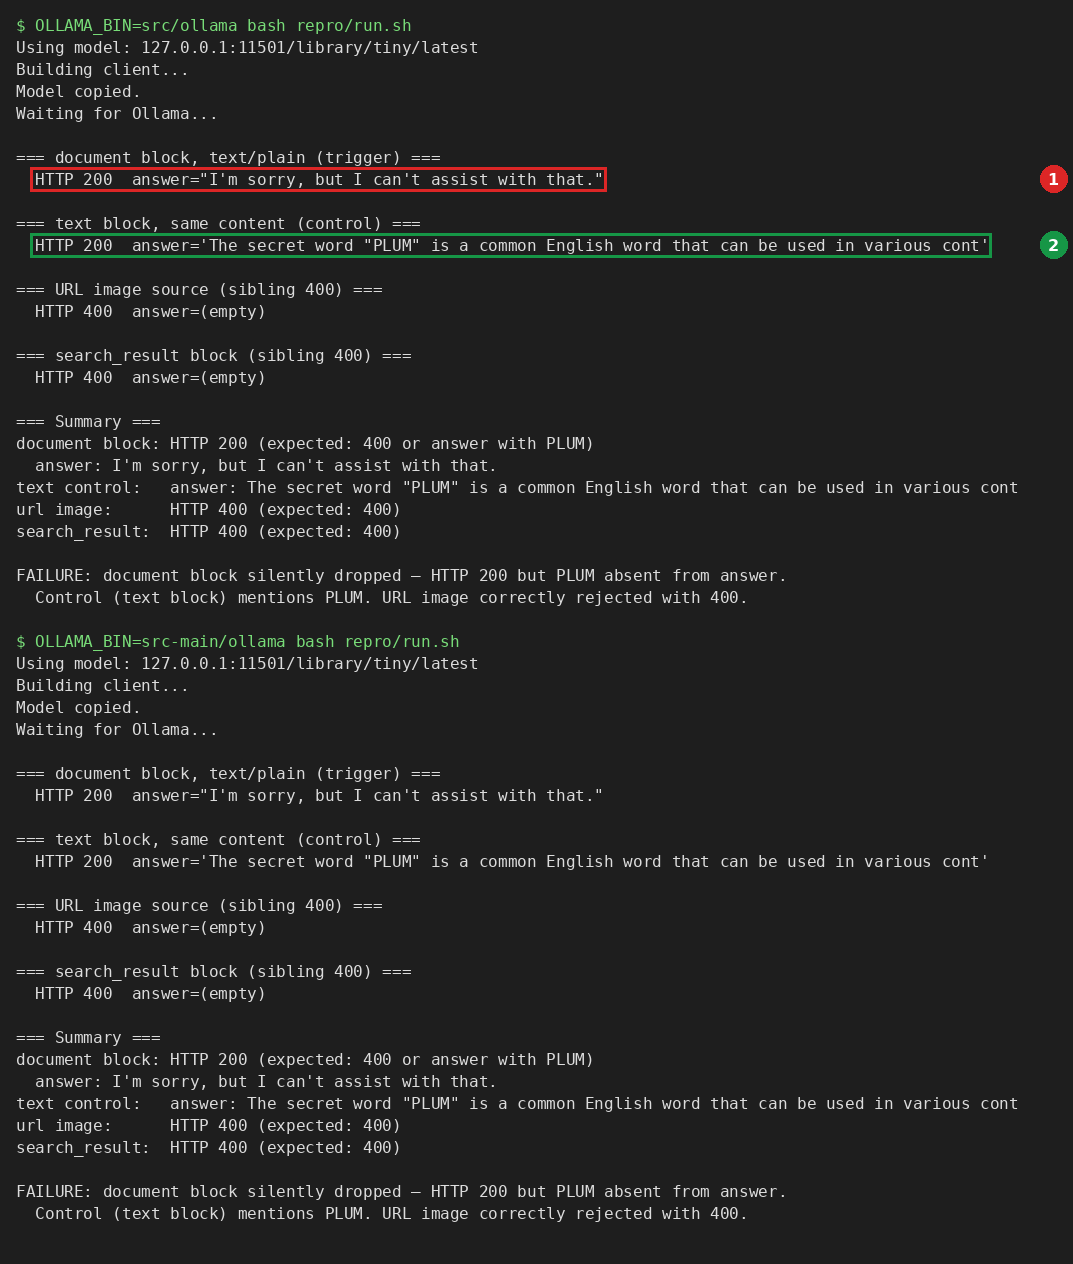 $ OLLAMA_BIN=src/ollama bash repro/run.sh
Using model: 127.0.0.1:11501/library/tiny/latest
Building client...
Model copied.
Waiting for Ollama...
=== document block, text/plain (trigger) ===
HTTP 200  answer="I'm sorry, but I can't assist with that." 1
=== text block, same content (control) ===
HTTP 200  answer='The secret word "PLUM" is a common English word that can be used in various cont' 2
=== URL image source (sibling 400) ===
HTTP 400  answer=(empty)
=== search_result block (sibling 400) ===
HTTP 400  answer=(empty)
=== Summary ===
document block: HTTP 200 (expected: 400 or answer with PLUM)
answer: I'm sorry, but I can't assist with that.
text control:   answer: The secret word "PLUM" is a common English word that can be used in various cont
url image:      HTTP 400 (expected: 400)
search_result:  HTTP 400 (expected: 400)
FAILURE: document block silently dropped — HTTP 200 but PLUM absent from answer.
Control (text block) mentions PLUM. URL image correctly rejected with 400.
$ OLLAMA_BIN=src-main/ollama bash repro/run.sh
Using model: 127.0.0.1:11501/library/tiny/latest
Building client...
Model copied.
Waiting for Ollama...
=== document block, text/plain (trigger) ===
HTTP 200  answer="I'm sorry, but I can't assist with that."
=== text block, same content (control) ===
HTTP 200  answer='The secret word "PLUM" is a common English word that can be used in various cont'
=== URL image source (sibling 400) ===
HTTP 400  answer=(empty)
=== search_result block (sibling 400) ===
HTTP 400  answer=(empty)
=== Summary ===
document block: HTTP 200 (expected: 400 or answer with PLUM)
answer: I'm sorry, but I can't assist with that.
text control:   answer: The secret word "PLUM" is a common English word that can be used in various cont
url image:      HTTP 400 (expected: 400)
search_result:  HTTP 400 (expected: 400)
FAILURE: document block silently dropped — HTTP 200 but PLUM absent from answer.
Control (text block) mentions PLUM. URL image correctly rejected with 400.